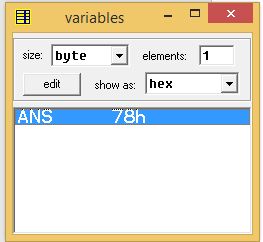 variables
size: byte elements: 1
edit show as: hex
ANS 78h